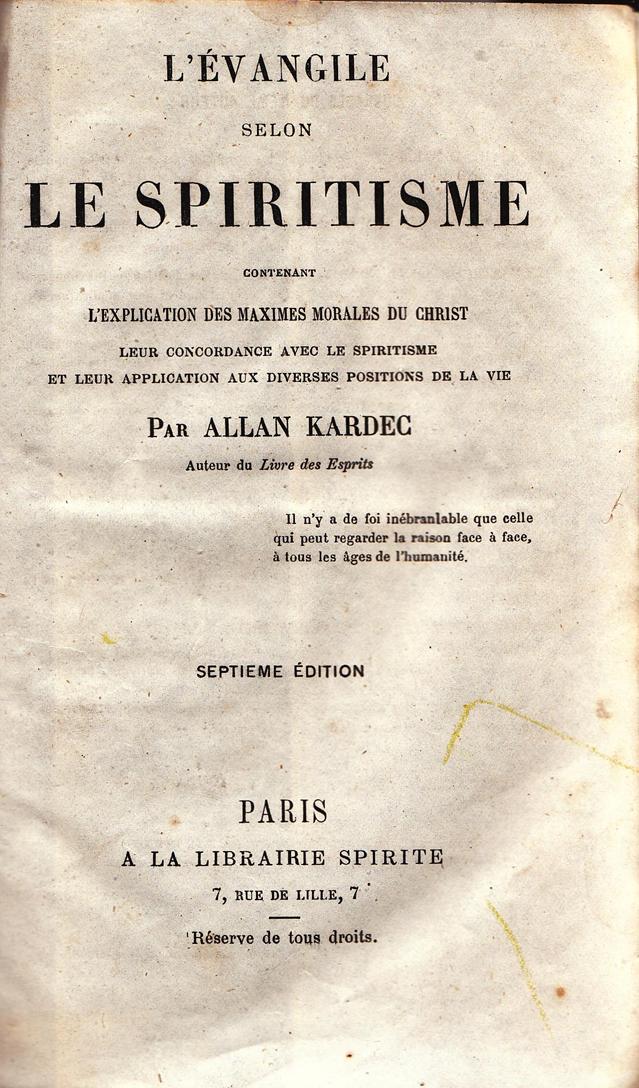 L'ÉVANGILE
SELON
LE SPIRITISME
CONTENANT
L'EXPLICATION DES MAXIMES MORALES DU CHRIST
LEUR CONCORDANCE AVEC LE SPIRITISME
ET LEUR APPLICATION AUX DIVERSES POSITIONS DE LA VIE
PAR ALLAN KARDEC
Auteur du Livre des Esprits
Il n'y a de foi inébranlable que celle
qui peut regarder la raison face à face,
à tous les âges de l'humanité.
SEPTIEME ÉDITION
PARIS
A LA LIBRAIRIE SPIRITE
7, RUE DE LILLE, 7
Réserve de tous droits.